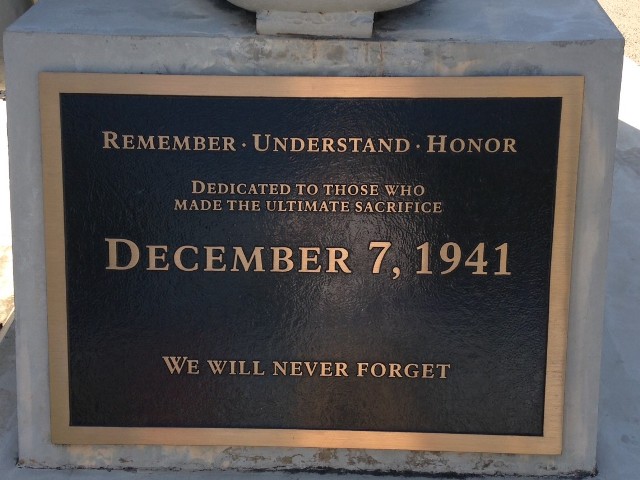 REMEMBER · UNDERSTAND · HONOR
DEDICATED TO THOSE WHO
MADE THE ULTIMATE SACRIFICE
DECEMBER 7, 1941
WE WILL NEVER FORGET